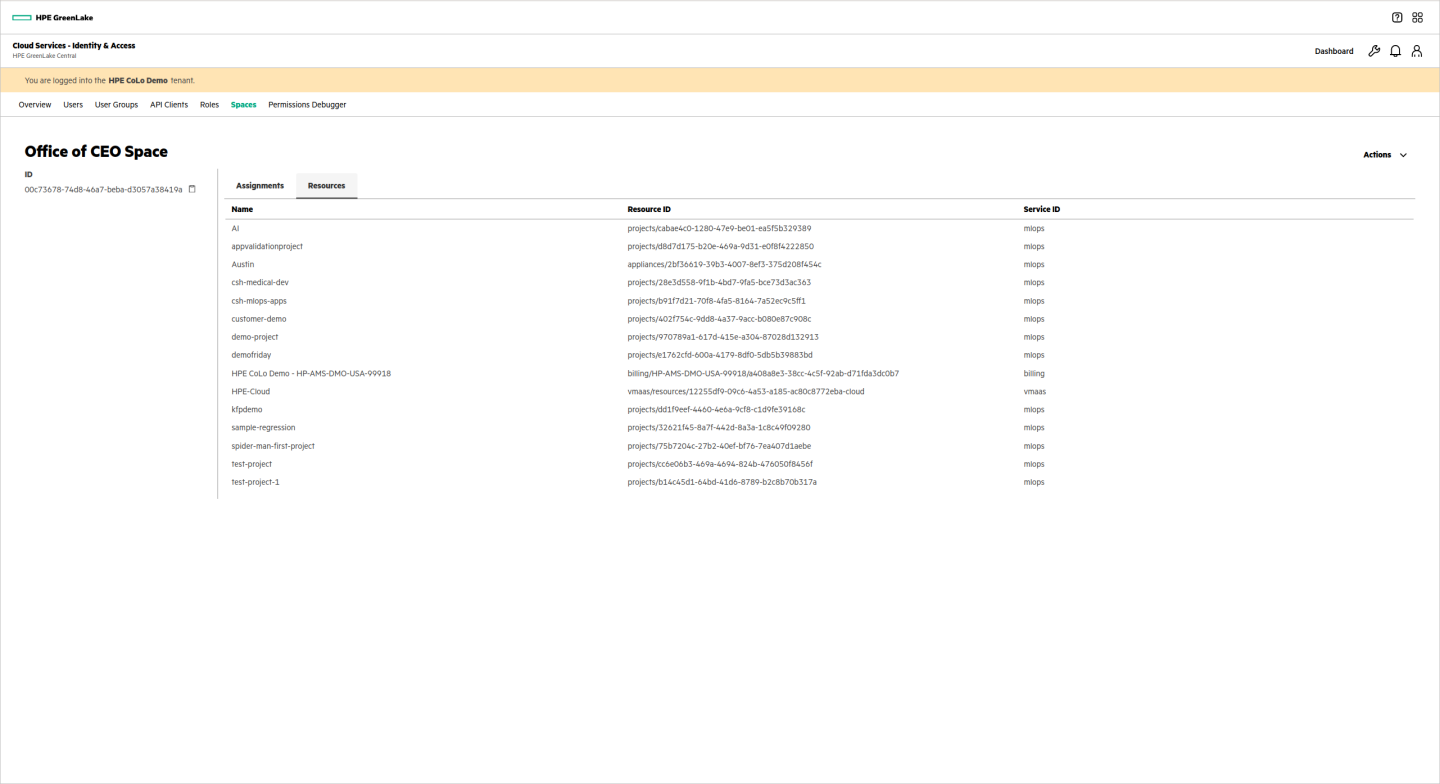 HPE GreenLake
Cloud Services - Identity & Access
HPE GreenLake Central
Dashboard
You are logged into the HPE CoLo Demo tenant.
Overview Users User Groups API Clients Roles Spaces Permissions Debugger
Office of CEO Space
Actions
ID
00c73678-74d8-46a7-beba-d3057a38419a
Assignments Resources
Name Resource ID Service ID
AI projects/cabae4c0-1280-47e9-be01-ea5f5b329389 mlops
appvalidationproject projects/d8d7d175-b20e-469a-9d31-e0f8f4222850 mlops
Austin appliances/2bf36619-39b3-4007-8ef3-375d208f454c mlops
csh-medical-dev projects/28e3d558-9f1b-4bd7-9fa5-bce73d3ac363 mlops
csh-mlops-apps projects/b91f7d21-70f8-4fa5-8164-7a52ec9c5ff1 mlops
customer-demo projects/402f754c-9dd8-4a37-9acc-b080e87c908c mlops
demo-project projects/970789a1-617d-415e-a304-87028d132913 mlops
demofriday projects/e1762cfd-600a-4179-8df0-5db5b39883bd mlops
HPE CoLo Demo - HP-AMS-DMO-USA-99918 billing/HP-AMS-DMO-USA-99918/a408a8e3-38cc-4c5f-92ab-d71fda3dc0b7 billing
HPE-Cloud vmaas/resources/12255df9-09c6-4a53-a185-ac80c8772eba-cloud vmaas
kfpdemo projects/dd1f9eef-4460-4e6a-9cf8-c1d9fe39168c mlops
sample-regression projects/32621f45-8a7f-442d-8a3a-1c8c49f09280 mlops
spider-man-first-project projects/75b7204c-27b2-40ef-bf76-7ea407d1aebe mlops
test-project projects/cc6e06b3-469a-4694-824b-476050f8456f mlops
test-project-1 projects/b14c45d1-64bd-41d6-8789-b2c8b70b317a mlops